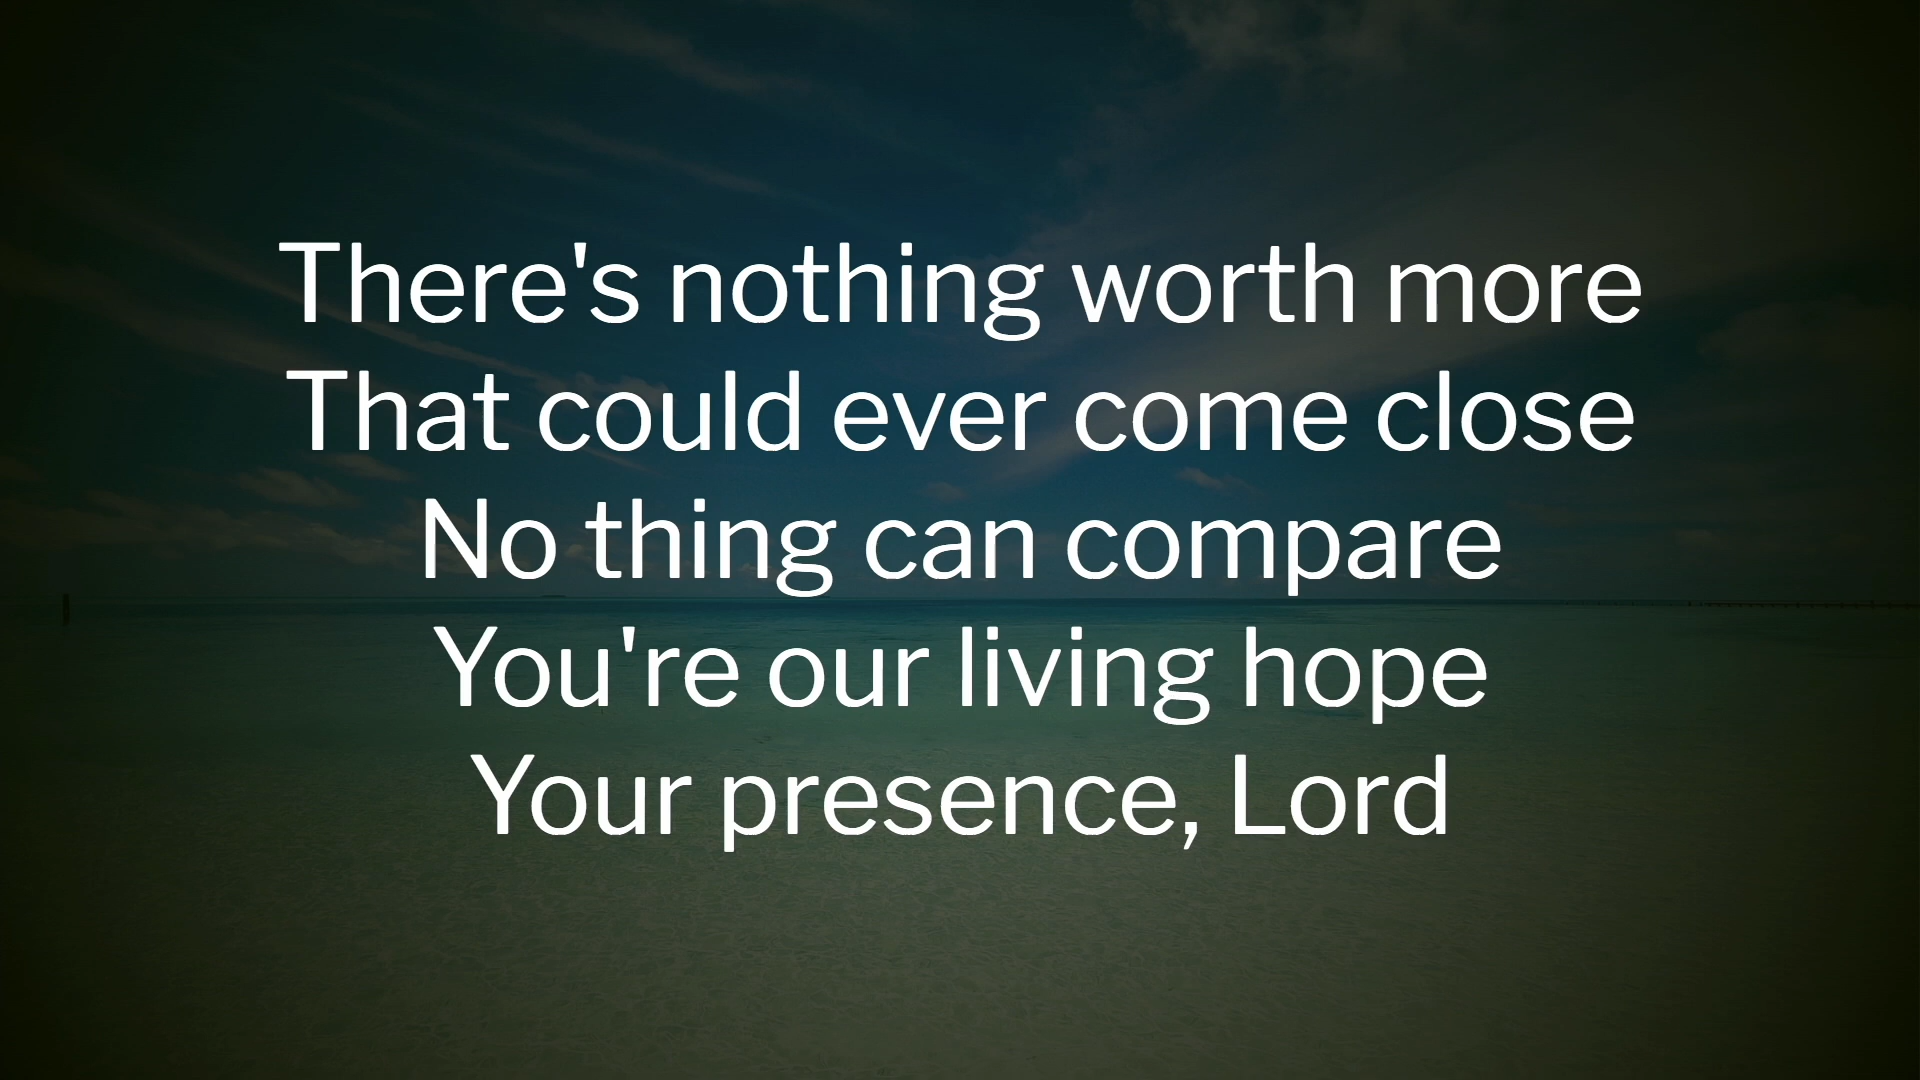 There's nothing worth more
That could ever come close
No thing can compare
You're our living hope
Your presence, Lord